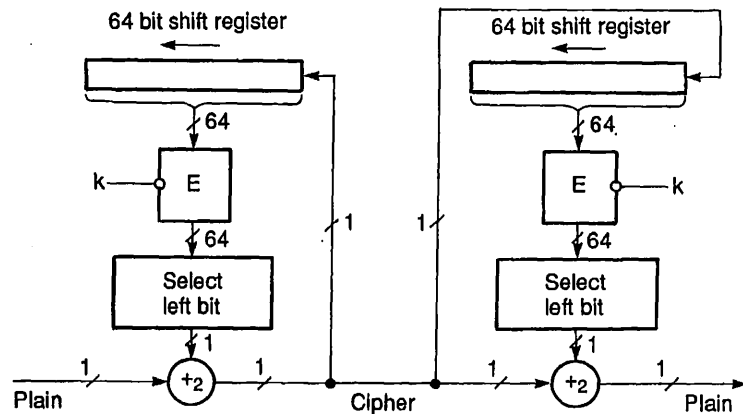 64 bit shift register
64 bit shift register
64
64
k
E
E
k
64
64
1
1
Select
left bit
Select
left bit
1
1
1
+2
1
1
+2
1
Plain
Cipher
Plain